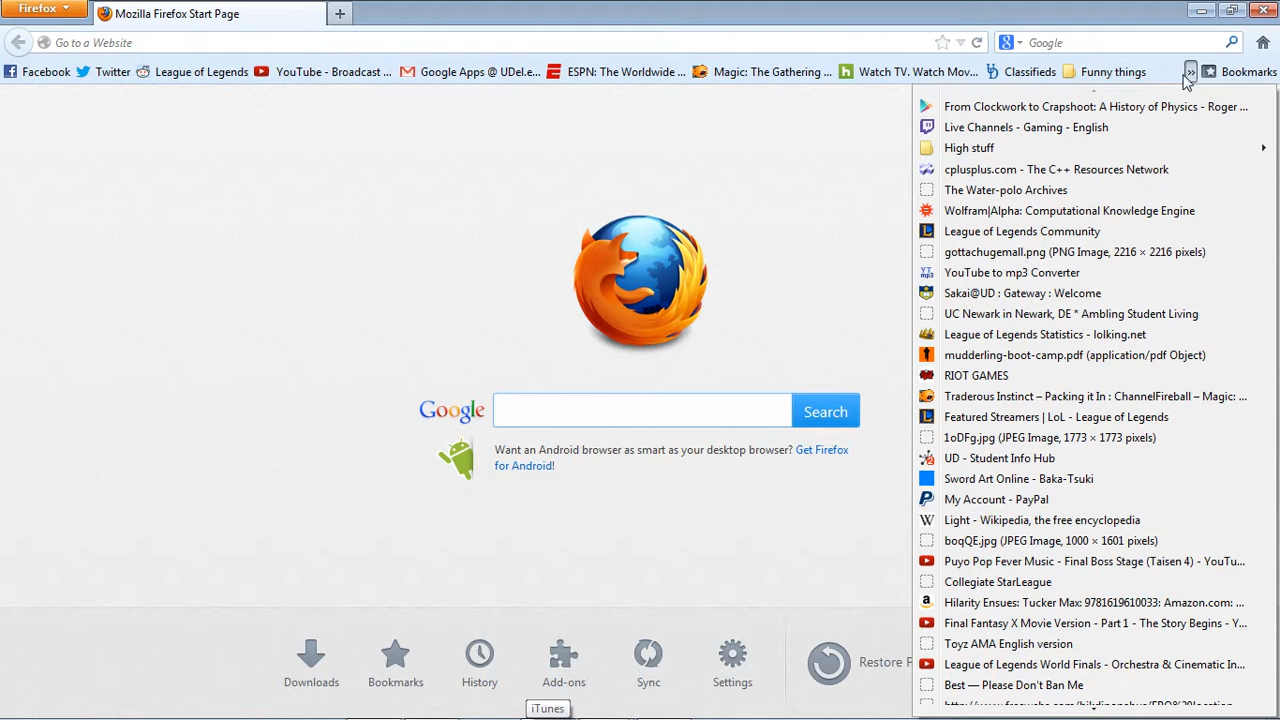 Firefox
Mozilla Firefox Start Page
Go to a Website
Google
Facebook
Twitter
League of Legends
YouTube - Broadcast ...
Google Apps @ UDel.e...
ESPN: The Worldwide ...
Magic: The Gathering ...
Watch TV. Watch Mov...
Classifieds
Funny things
»
Bookmarks
From Clockwork to Crapshoot: A History of Physics - Roger ...
Live Channels - Gaming - English
High stuff
cplusplus.com - The C++ Resources Network
The Water-polo Archives
Wolfram|Alpha: Computational Knowledge Engine
League of Legends Community
gottachugemall.png (PNG Image, 2216 × 2216 pixels)
YouTube to mp3 Converter
Sakai@UD : Gateway : Welcome
UC Newark in Newark, DE * Ambling Student Living
League of Legends Statistics - lolking.net
mudderling-boot-camp.pdf (application/pdf Object)
RIOT GAMES
Traderous Instinct – Packing it In : ChannelFireball – Magic: ...
Featured Streamers | LoL - League of Legends
1oDFg.jpg (JPEG Image, 1773 × 1773 pixels)
UD - Student Info Hub
Sword Art Online - Baka-Tsuki
My Account - PayPal
Light - Wikipedia, the free encyclopedia
boqQE.jpg (JPEG Image, 1000 × 1601 pixels)
Puyo Pop Fever Music - Final Boss Stage (Taisen 4) - YouTu...
Collegiate StarLeague
Hilarity Ensues: Tucker Max: 9781619610033: Amazon.com: ...
Final Fantasy X Movie Version - Part 1 - The Story Begins - Y...
Toyz AMA English version
League of Legends World Finals - Orchestra & Cinematic In...
Best — Please Don't Ban Me
Google
Search
Want an Android browser as smart as your desktop browser? Get Firefox
for Android!
Downloads
Bookmarks
History
Add-ons
Sync
Settings
Restore P
iTunes